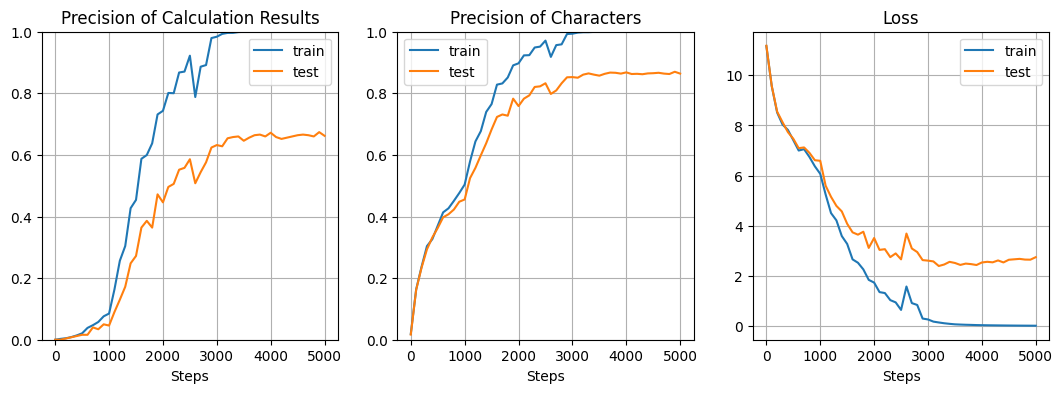 Precision of Calculation Results
train
test
1.0
0.8
0.6
0.4
0.2
0.0
0 1000 2000 3000 4000 5000
Steps
Precision of Characters
train
test
1.0
0.8
0.6
0.4
0.2
0.0
0 1000 2000 3000 4000 5000
Steps
Loss
train
test
10
8
6
4
2
0
0 1000 2000 3000 4000 5000
Steps